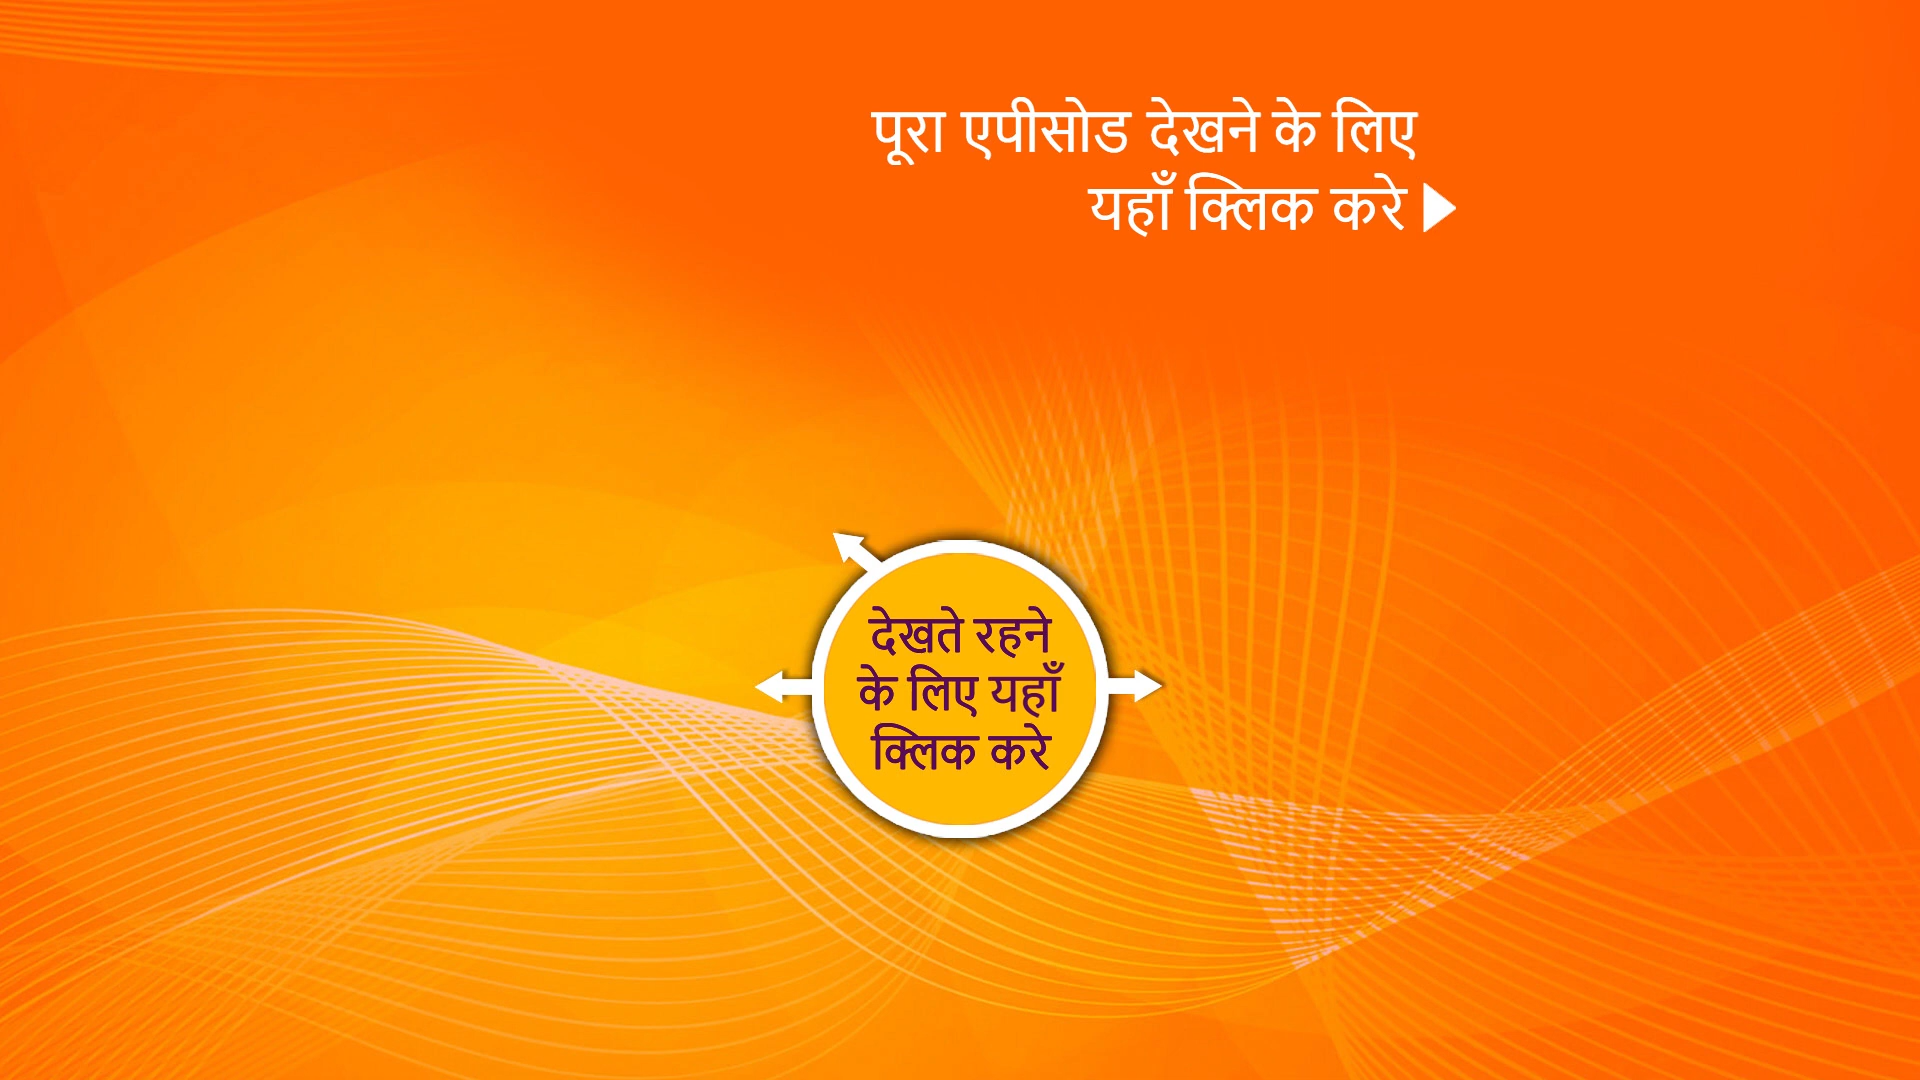 पूरा एपीसोड देखने के लिए
यहाँ क्लिक करे
देखते रहने
के लिए यहाँ
क्लिक करे